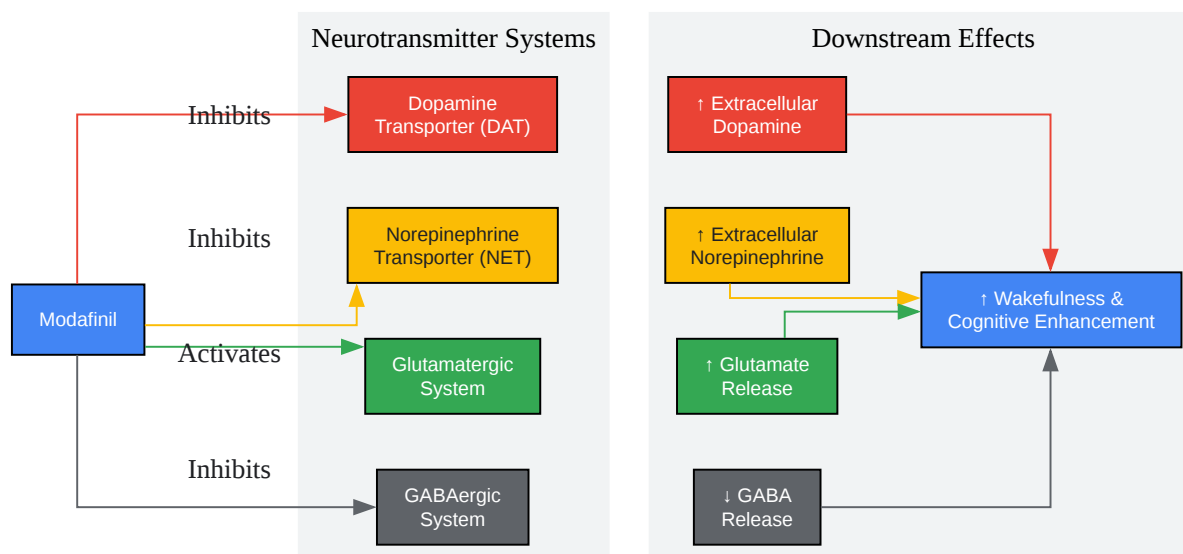 Neurotransmitter Systems
Downstream Effects
Inhibits
Dopamine
Transporter (DAT)
↑ Extracellular
Dopamine
Inhibits
Norepinephrine
Transporter (NET)
↑ Extracellular
Norepinephrine
Modafinil
↑ Wakefulness &
Cognitive Enhancement
Activates
Glutamatergic
System
↑ Glutamate
Release
Inhibits
GABAergic
System
↓ GABA
Release